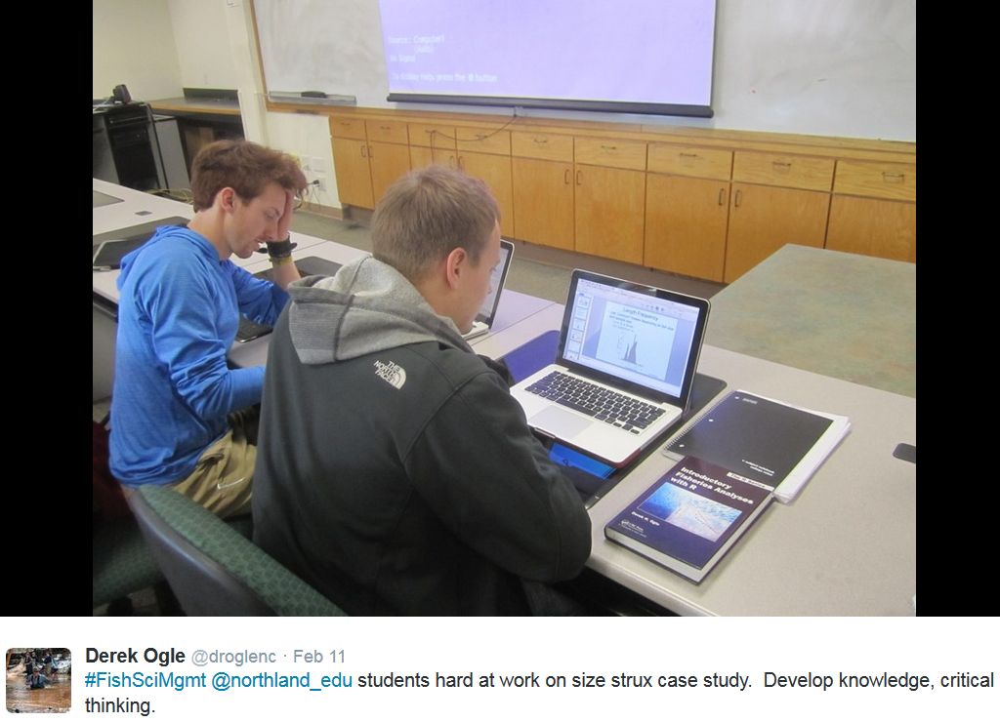 Source: Computer1
(Auto)
No Signal
To display Help, press the button
THE
NORTH
FACE
Length Frequency
Introductory
Fisheries Analyses
with R
Derek H. Ogle
Derek Ogle @droglenc · Feb 11
#FishSciMgmt @northland_edu students hard at work on size strux case study. Develop knowledge, critical
thinking.